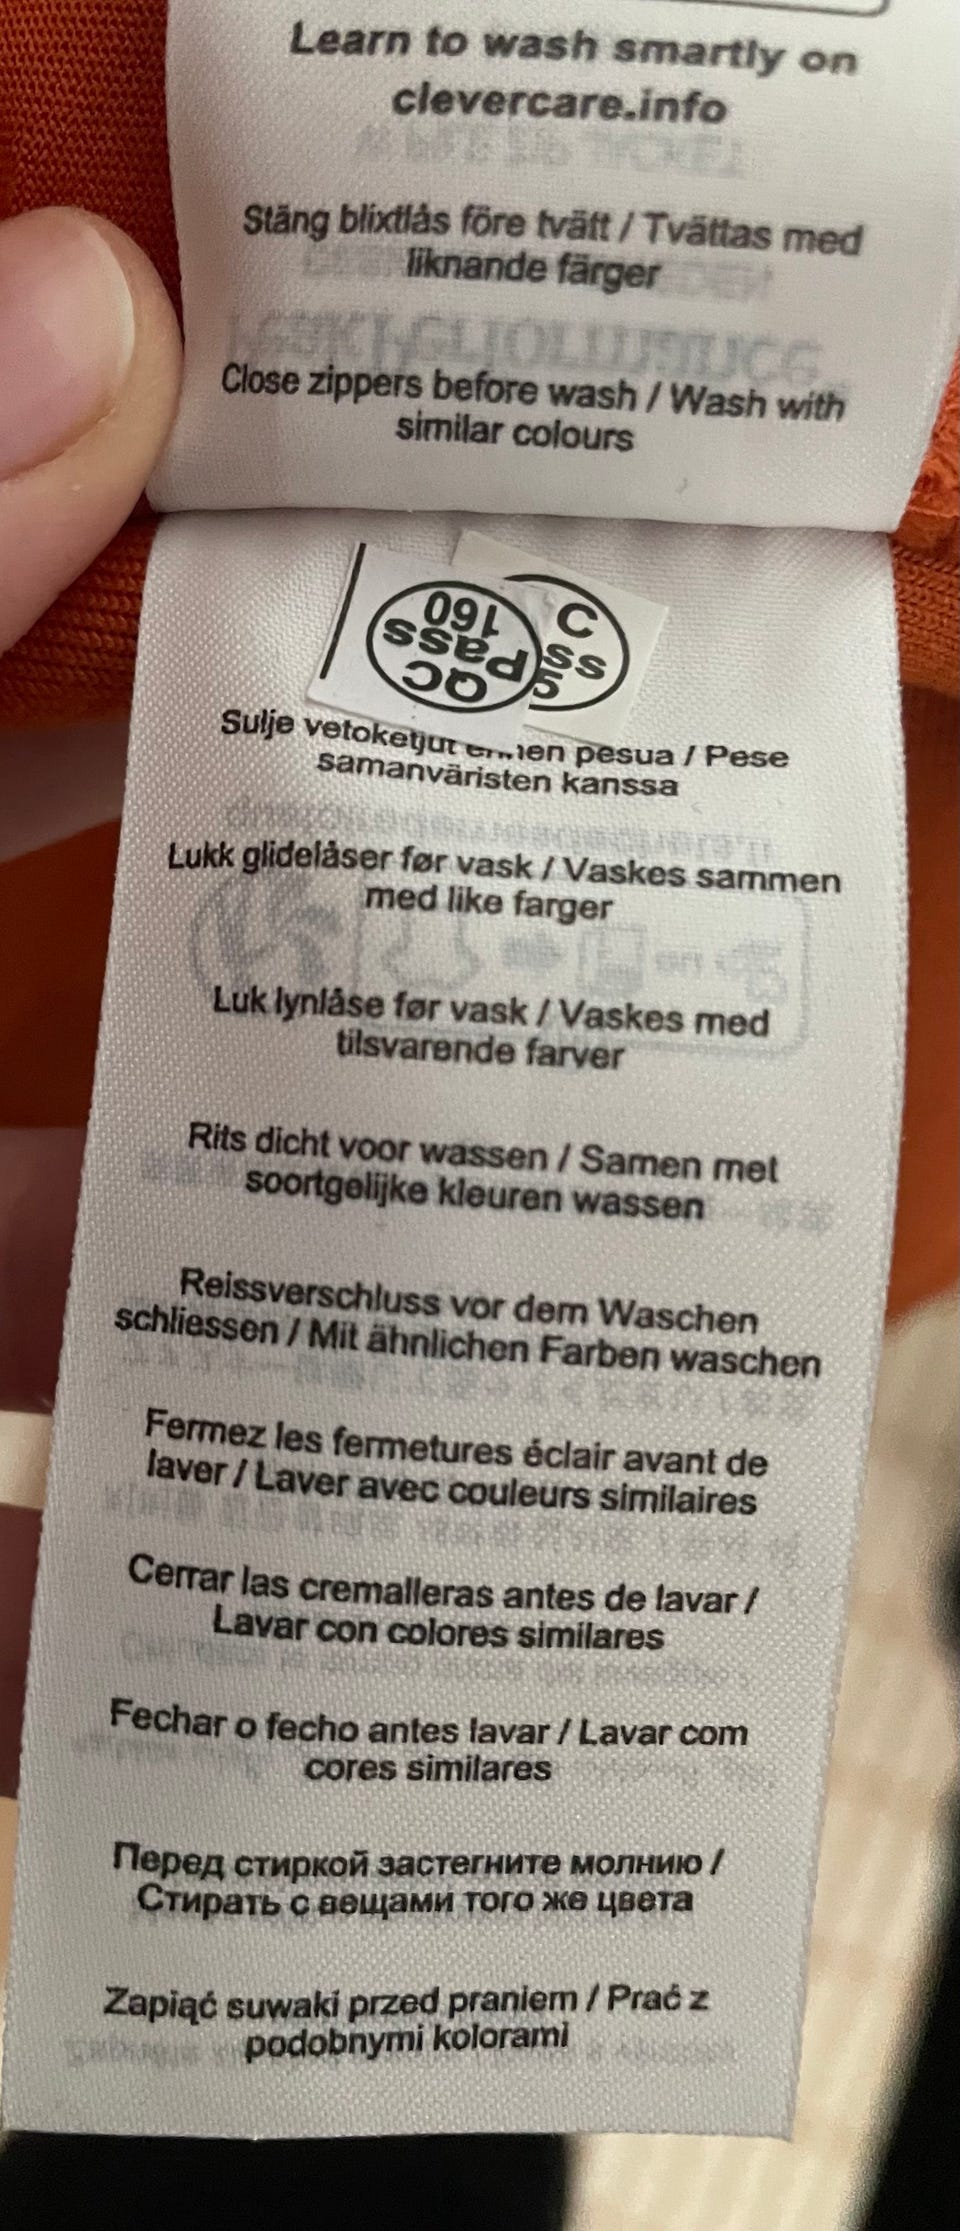 Learn to wash smartly on
clevercare.info
Stäng blixtlås före tvätt / Tvättas med
liknande färger
Close zippers before wash / Wash with
similar colours
QC
Pass
160
C
ss
5
Sulje vetoketjut ennen pesua / Pese
samanväristen kanssa
Lukk glidelåser før vask / Vaskes sammen
med like farger
Luk lynlåse før vask / Vaskes med
tilsvarende farver
Rits dicht voor wassen / Samen met
soortgelijke kleuren wassen
Reissverschluss vor dem Waschen
schliessen / Mit ähnlichen Farben waschen
Fermez les fermetures éclair avant de
laver / Laver avec couleurs similaires
Cerrar las cremalleras antes de lavar /
Lavar con colores similares
Fechar o fecho antes lavar / Lavar com
cores similares
Перед стиркой застегните молнию /
Стирать с вещами того же цвета
Zapiąć suwaki przed praniem / Prać z
podobnymi kolorami